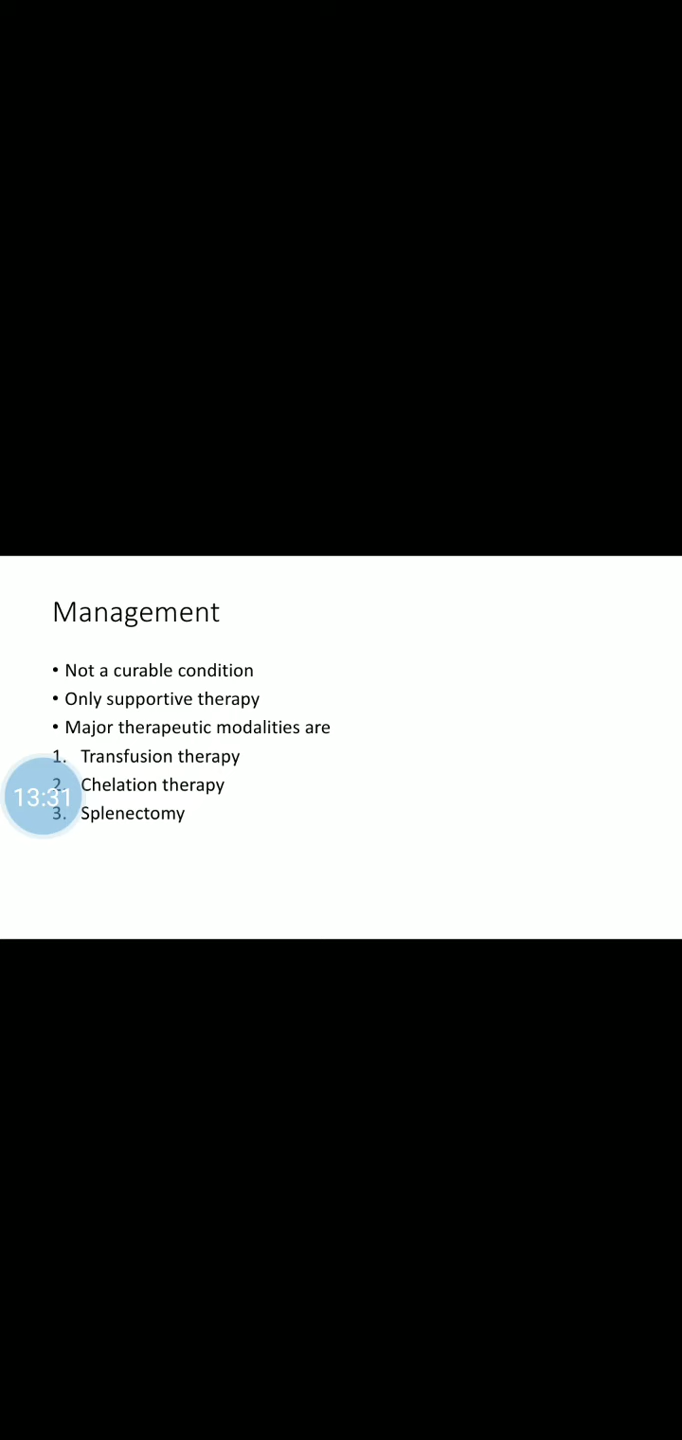 Management
• Not a curable condition
• Only supportive therapy
• Major therapeutic modalities are
1. Transfusion therapy
2. Chelation therapy
13:31
3. Splenectomy